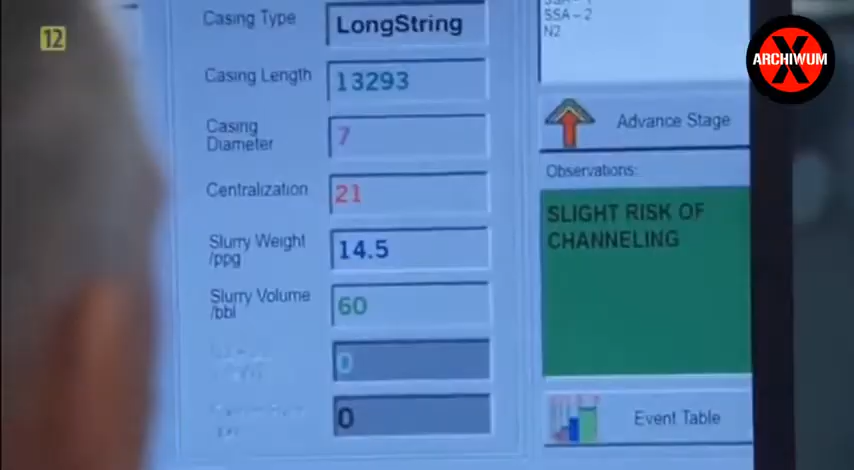 12
Casing Type
LongString
Casing Length
13293
Casing
Diameter
7
Centralization
21
Slurry Weight
/ppg
14.5
Slurry Volume
/bbl
60
0
SSA - 2
N2
Advance Stage
Observations:
SLIGHT RISK OF
CHANNELING
Event Table
ARCHIWUM
X